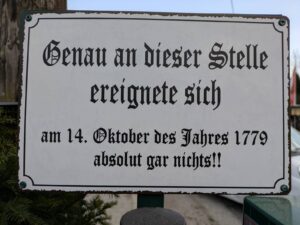 Genau an dieser Stelle
ereignete sich
am 14. Oktober des Jahres 1779
absolut gar nichts!!